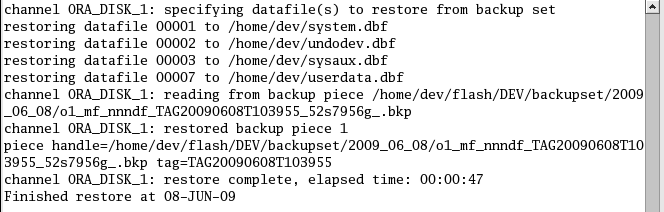 channel ORA_DISK_1: specifying datafile(s) to restore from backup set
restoring datafile 00001 to /home/dev/system.dbf
restoring datafile 00002 to /home/dev/undodev.dbf
restoring datafile 00003 to /home/dev/sysaux.dbf
restoring datafile 00007 to /home/dev/userdata.dbf
channel ORA_DISK_1: reading from backup piece /home/dev/flash/DEV/backupset/2009
_06_08/o1_mf_nnndf_TAG20090608T103955_52s7956g_.bkp
channel ORA_DISK_1: restored backup piece 1
piece handle=/home/dev/flash/DEV/backupset/2009_06_08/o1_mf_nnndf_TAG20090608T10
3955_52s7956g_.bkp tag=TAG20090608T103955
channel ORA_DISK_1: restore complete, elapsed time: 00:00:47
Finished restore at 08-JUN-09